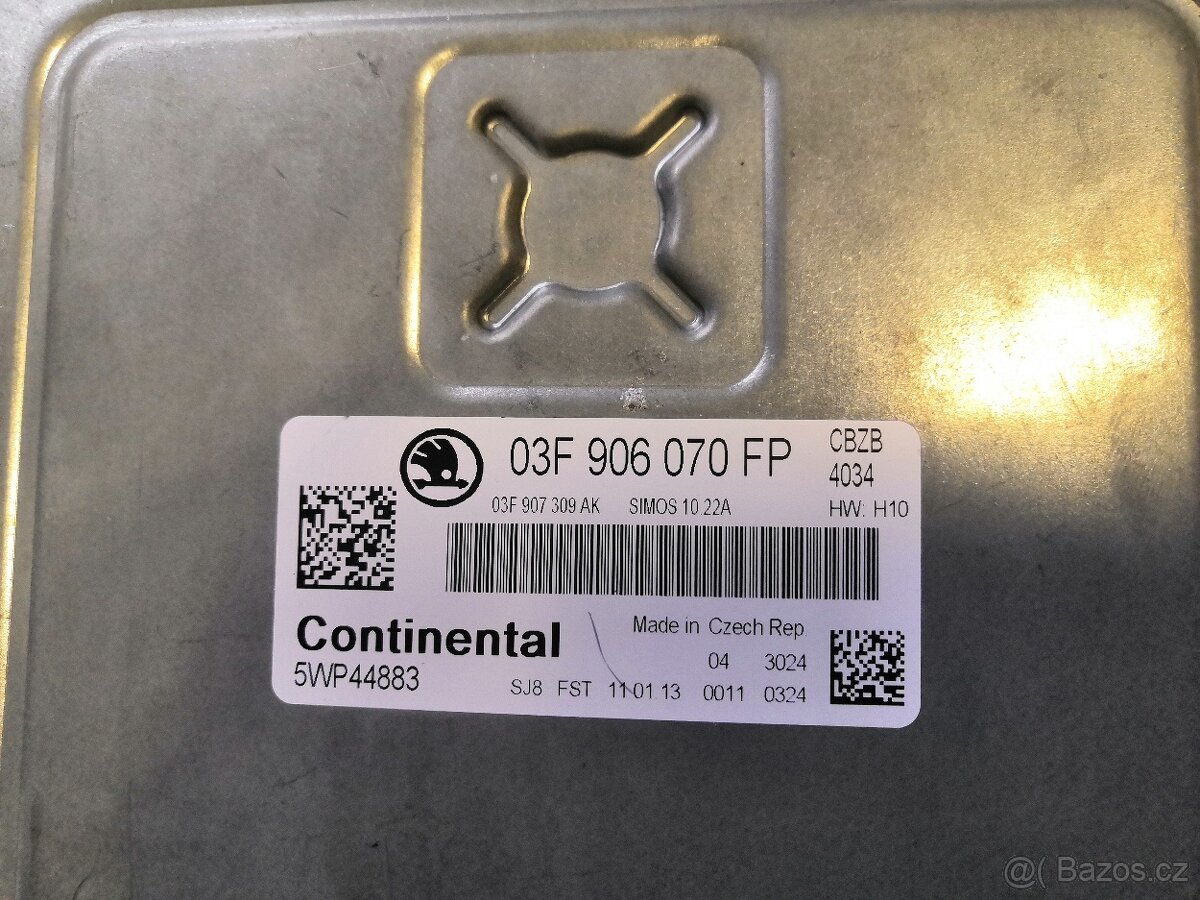 03F 906 070 FP
CBZB
4034
03F 907 309 AK SIMOS 10.22A
HW: H10
Continental
5WP44883
Made in Czech Rep
04 3024
SJ8 FST 11 01 13 0011 0324
@( Bazos.cz